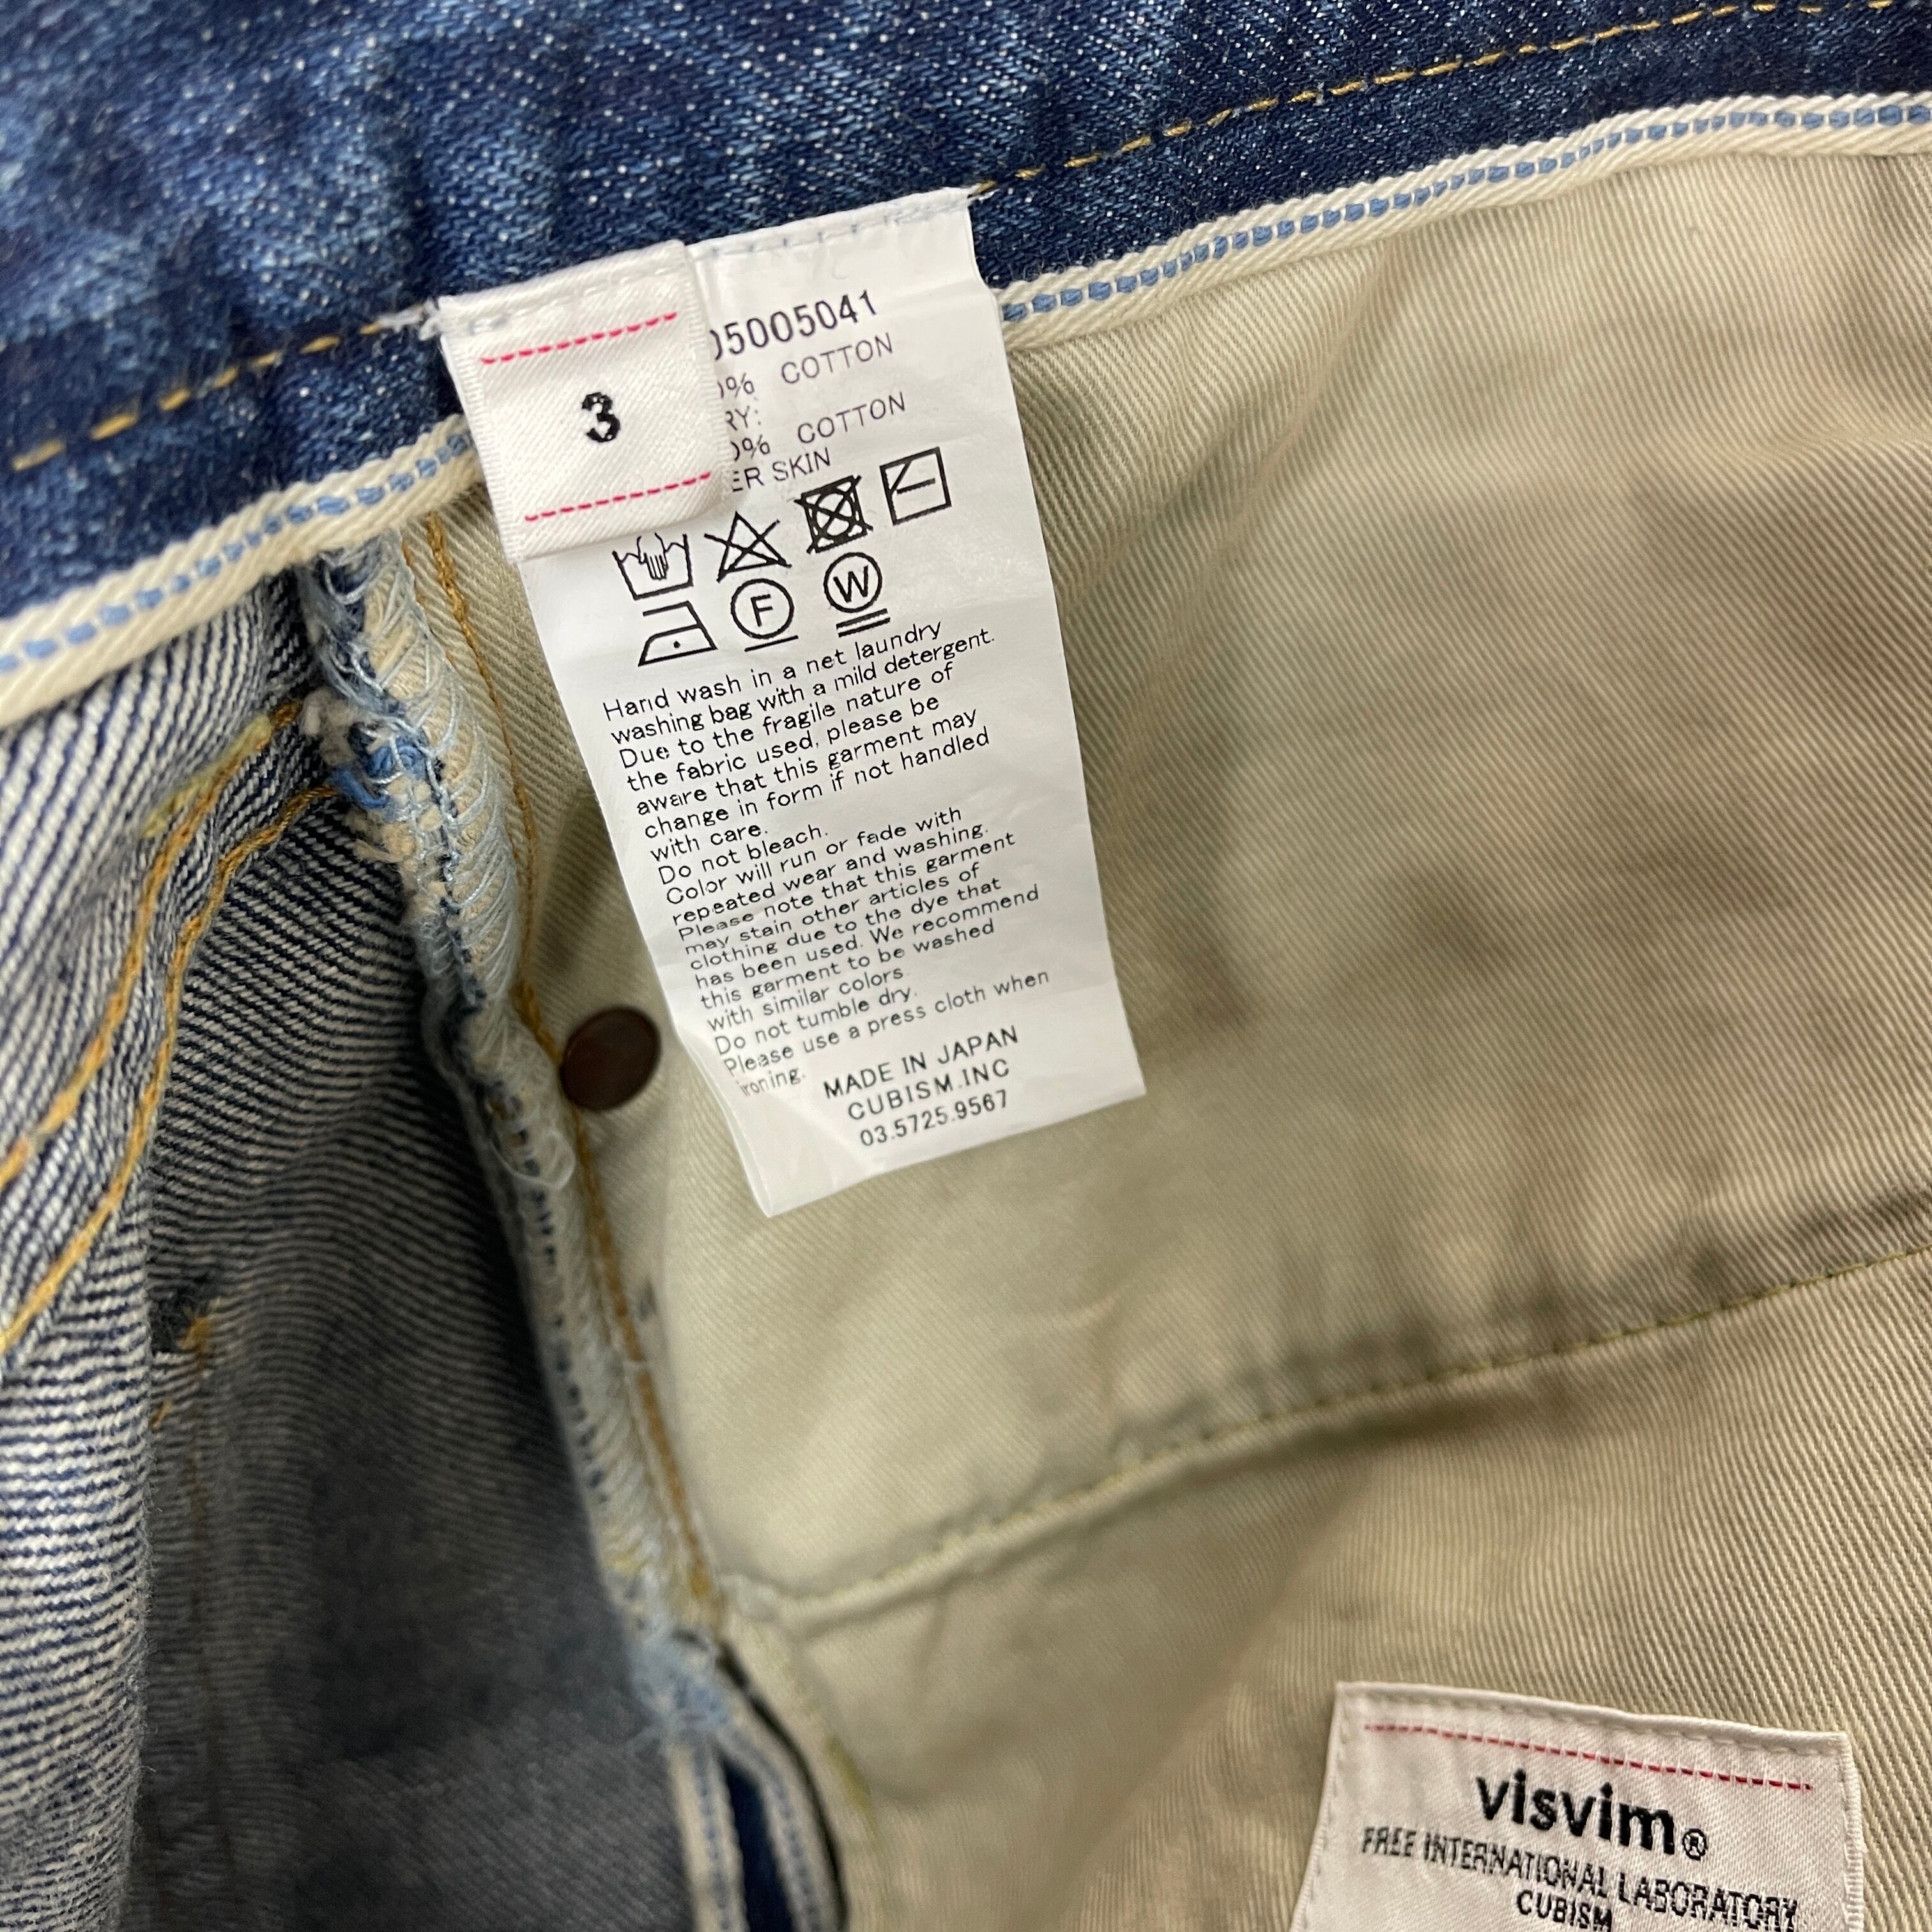 3
05005041
0% COTTON
RY:
0% COTTON
ER SKIN
F
W
Hand wash in a net laundry
washing bag with a mild detergent.
Due to the fragile nature of
the fabric used, please be
aware that this garment may
change in form if not handled
with care.
Do not bleach.
Color will run or fade with
repeated wear and washing.
Please note that this garment
may stain other articles of
clothing due to the dye that
has been used. We recommend
this garment to be washed
with similar colors.
Do not tumble dry.
Please use a press cloth when
ironing.
MADE IN JAPAN
CUBISM.INC
03.5725.9567
visvim®
FREE INTERNATIONAL LABORATORY
CUBISM